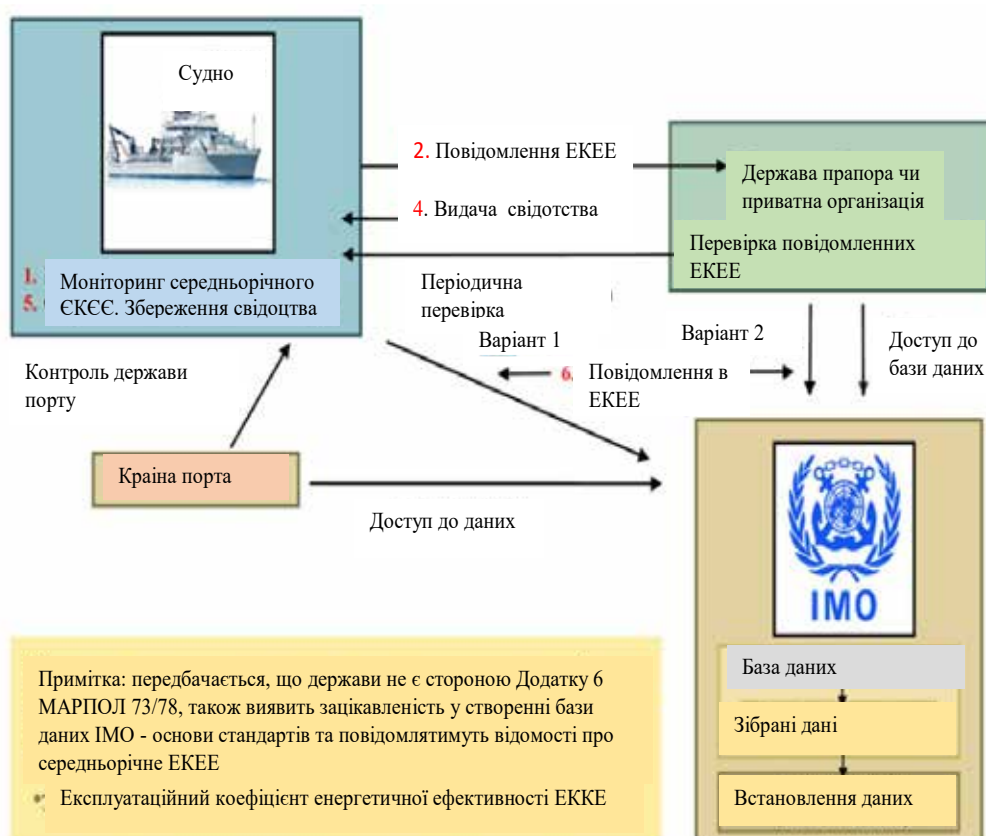 Судно
2. Повідомлення ЕКЕЕ
4. Видача свідотства
Держава прапора чи
приватна організація
Перевірка повідомленних
ЕКЕЕ
1.
5.
Моніторинг середньорічного
ЄКЄЄ. Збереження свідоцтва
Періодична
перевірка
Варіант 1
Варіант 2
Доступ до
бази даних
6.
Повідомлення в
ЕКЕЕ
Контроль держави
порту
Країна порта
Доступ до даних
IMO
База даних
Зібрані дані
Встановлення даних
Примітка: передбачається, що держави не є стороною Додатку 6
МАРПОЛ 73/78, також виявить зацікавленість у створенні бази
даних ІМО - основи стандартів та повідомлятимуть відомості про
середньорічне ЕКЕЕ
Експлуатаційний коефіцієнт енергетичної ефективності ЕККЕ